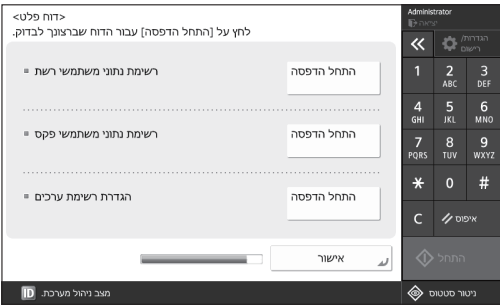 <דוח פלט>
לחץ על [התחל הדפסה] עבור הדוח שברצונך לבדוק.
רשימת נתוני משתמשי רשת
התחל הדפסה
רשימת נתוני משתמשי פקס
התחל הדפסה
הגדרת רשימת ערכים
התחל הדפסה
אישור
מצב ניהול מערכת.
ID
Administrator
יציאה
הגדרות/
רישום
1
2
ABC
3
DEF
4
GHI
5
JKL
6
MNO
7
PQRS
8
TUV
9
WXYZ
*
0
#
C
איפוס
התחל
ניטור סטטוס